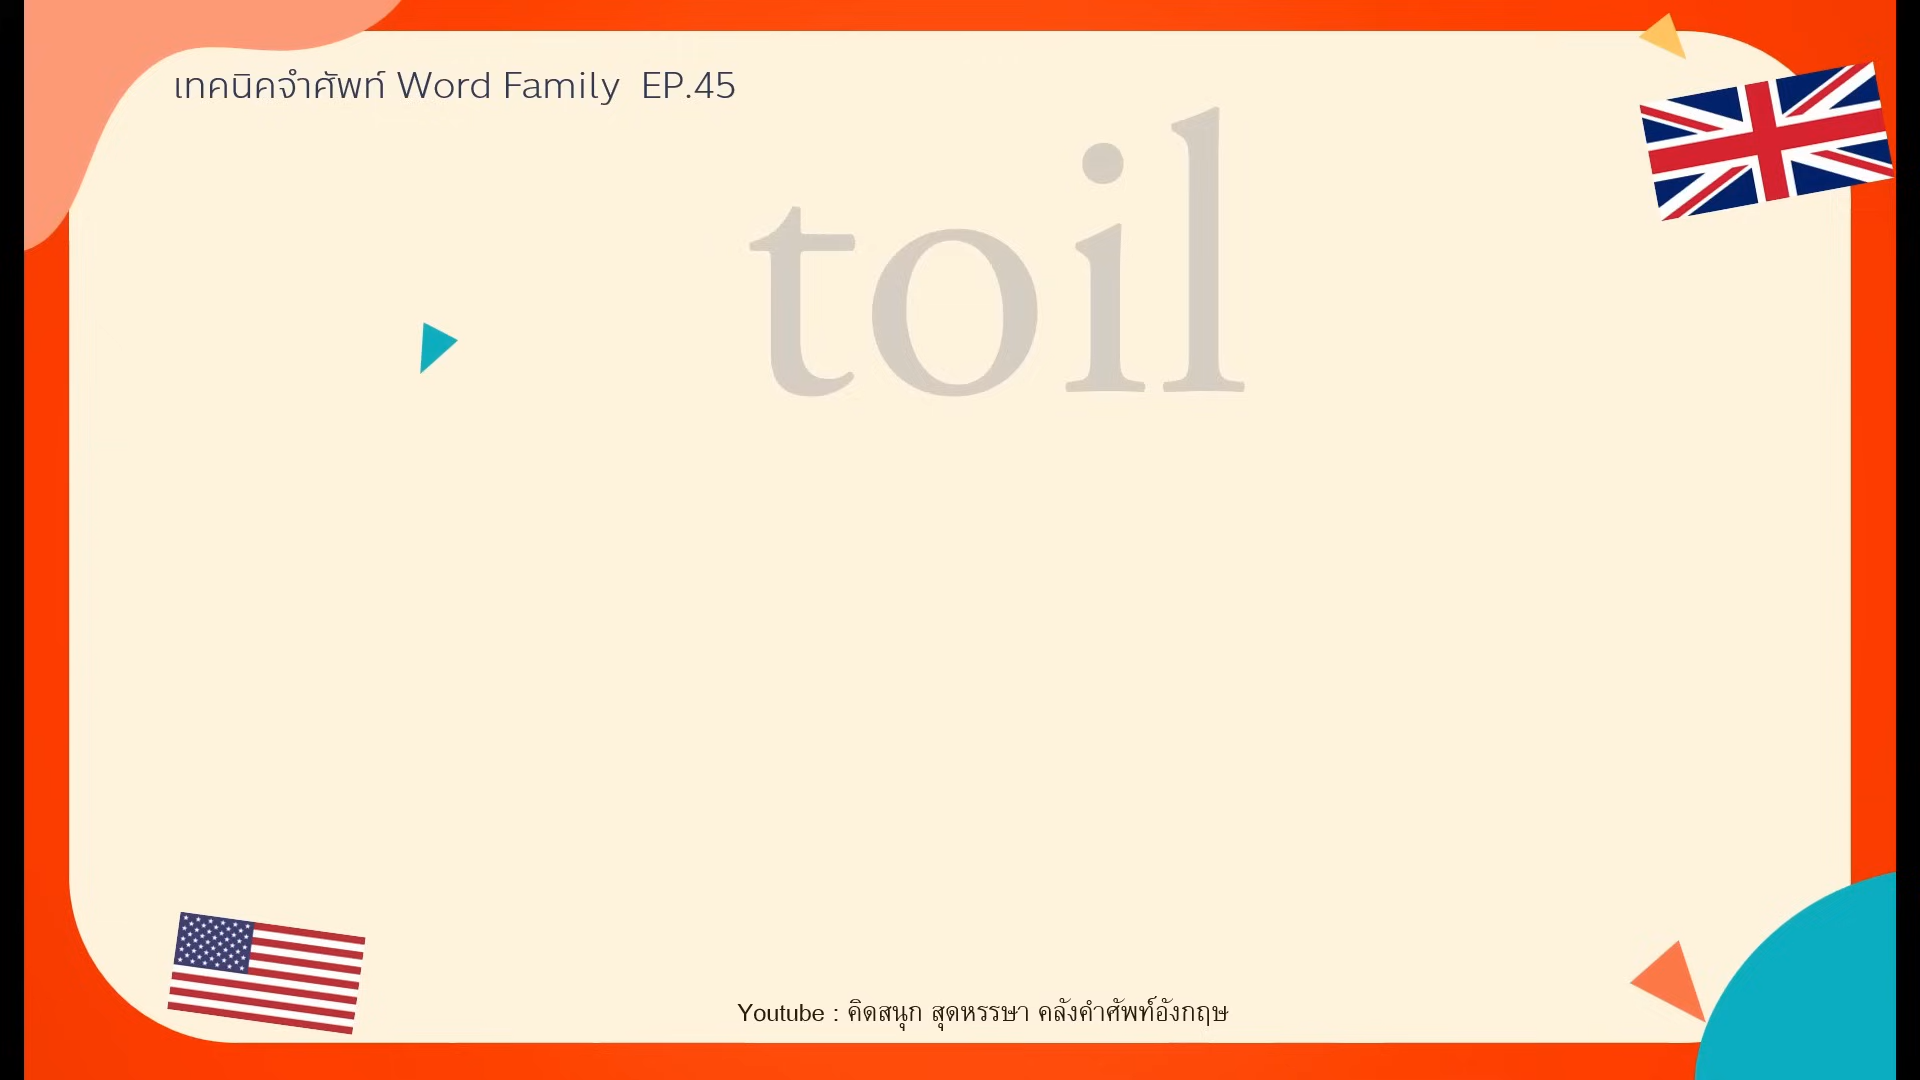 เทคนิคจำศัพท์ Word Family EP.45
toil
Youtube : คิดสนุก สุดหรรษา คลังคำศัพท์อังกฤษ